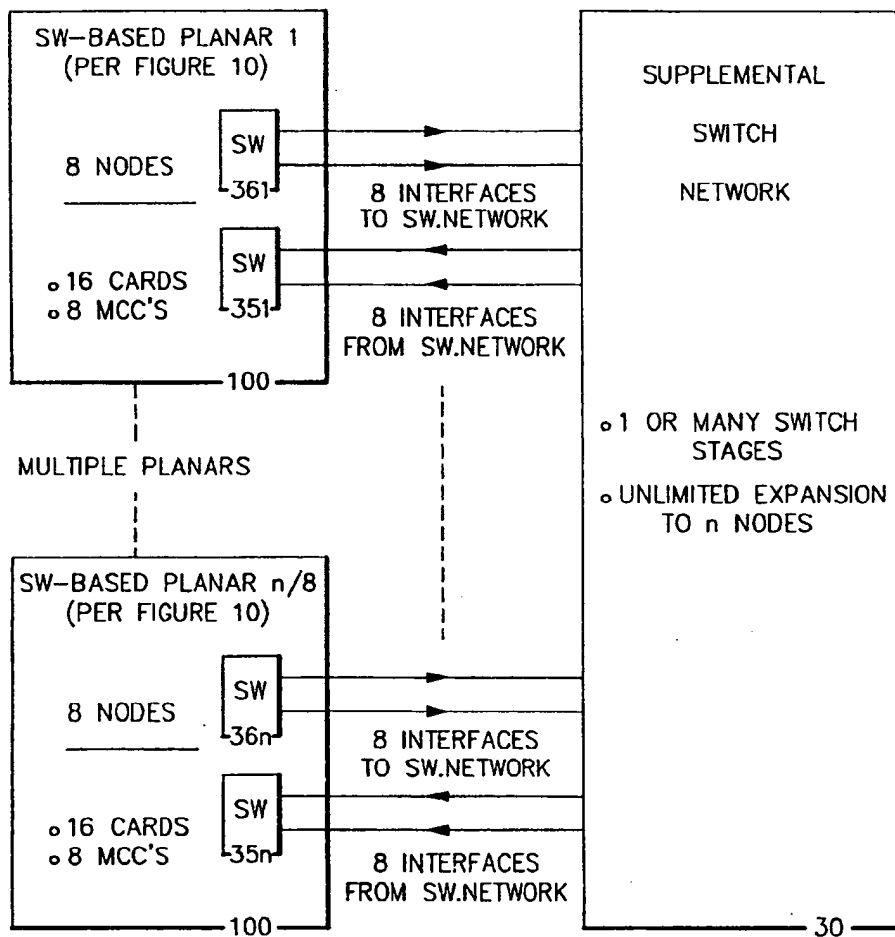 SW-BASED PLANAR 1
(PER FIGURE 10)
8 NODES
SW
361
SW
351
∘ 16 CARDS
∘ 8 MCC'S
100
8 INTERFACES
TO SW.NETWORK
8 INTERFACES
FROM SW.NETWORK
MULTIPLE PLANARS
SW-BASED PLANAR n/8
(PER FIGURE 10)
8 NODES
SW
36n
SW
35n
∘ 16 CARDS
∘ 8 MCC'S
100
8 INTERFACES
TO SW.NETWORK
8 INTERFACES
FROM SW.NETWORK
SUPPLEMENTAL
SWITCH
NETWORK
∘ 1 OR MANY SWITCH
STAGES
∘ UNLIMITED EXPANSION
TO n NODES
30